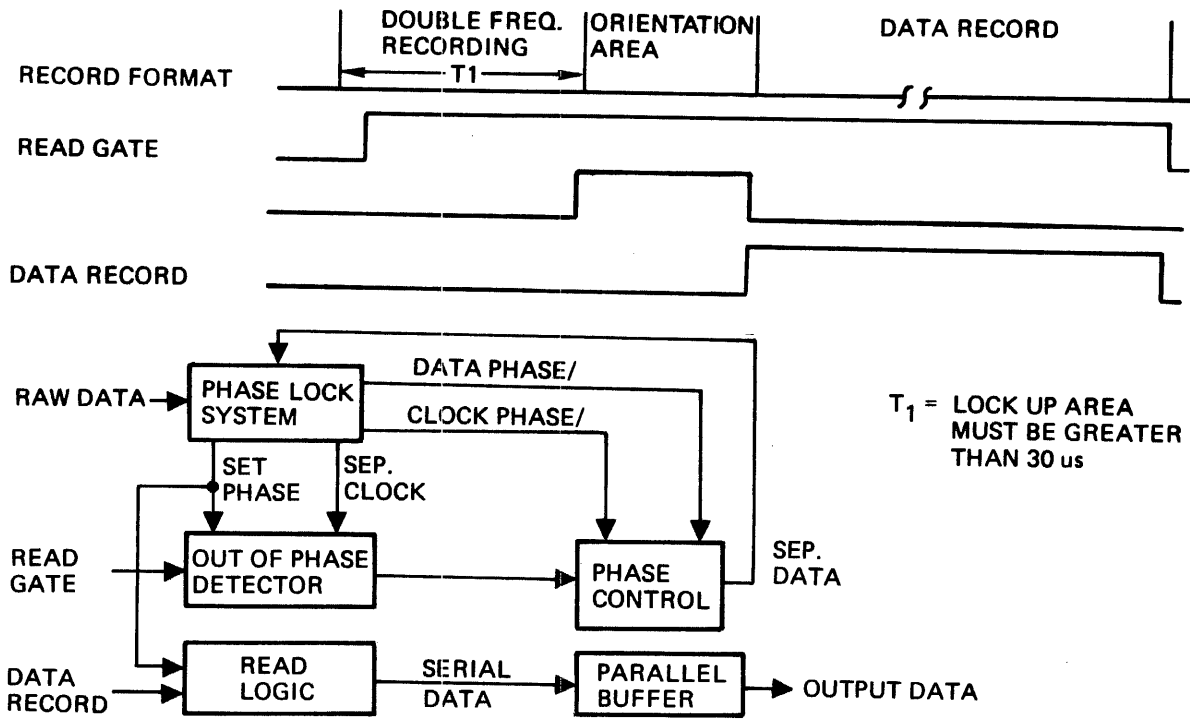 DOUBLE FREQ.
RECORDING
T1
ORIENTATION
AREA
DATA RECORD
RECORD FORMAT
READ GATE
DATA RECORD
RAW DATA
PHASE LOCK
SYSTEM
DATA PHASE/
CLOCK PHASE/
T1 = LOCK UP AREA
MUST BE GREATER
THAN 30 us
SET
PHASE
SEP.
CLOCK
READ
GATE
OUT OF PHASE
DETECTOR
PHASE
CONTROL
SEP.
DATA
DATA
RECORD
READ
LOGIC
SERIAL
DATA
PARALLEL
BUFFER
OUTPUT DATA